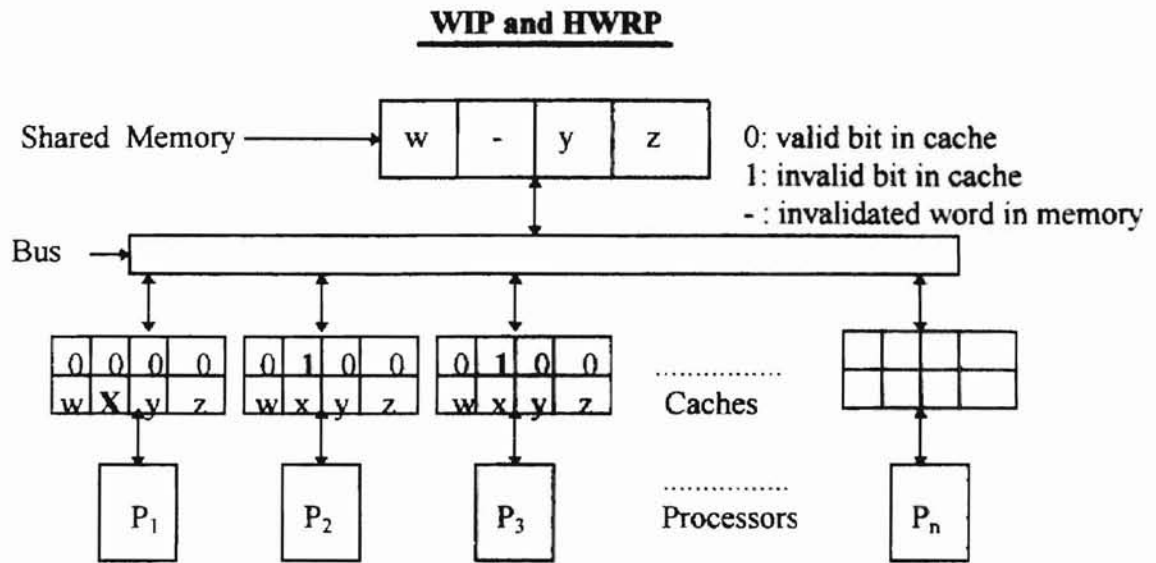 WIP and HWRP
Shared Memory
w - y z
0: valid bit in cache
1: invalid bit in cache
- : invalidated word in memory
Bus
0 0 0 0 0 1 0 0 0 1 0 0
w X y z w x y z w x y z
............
Caches
P1 P2 P3
............
Processors
Pn